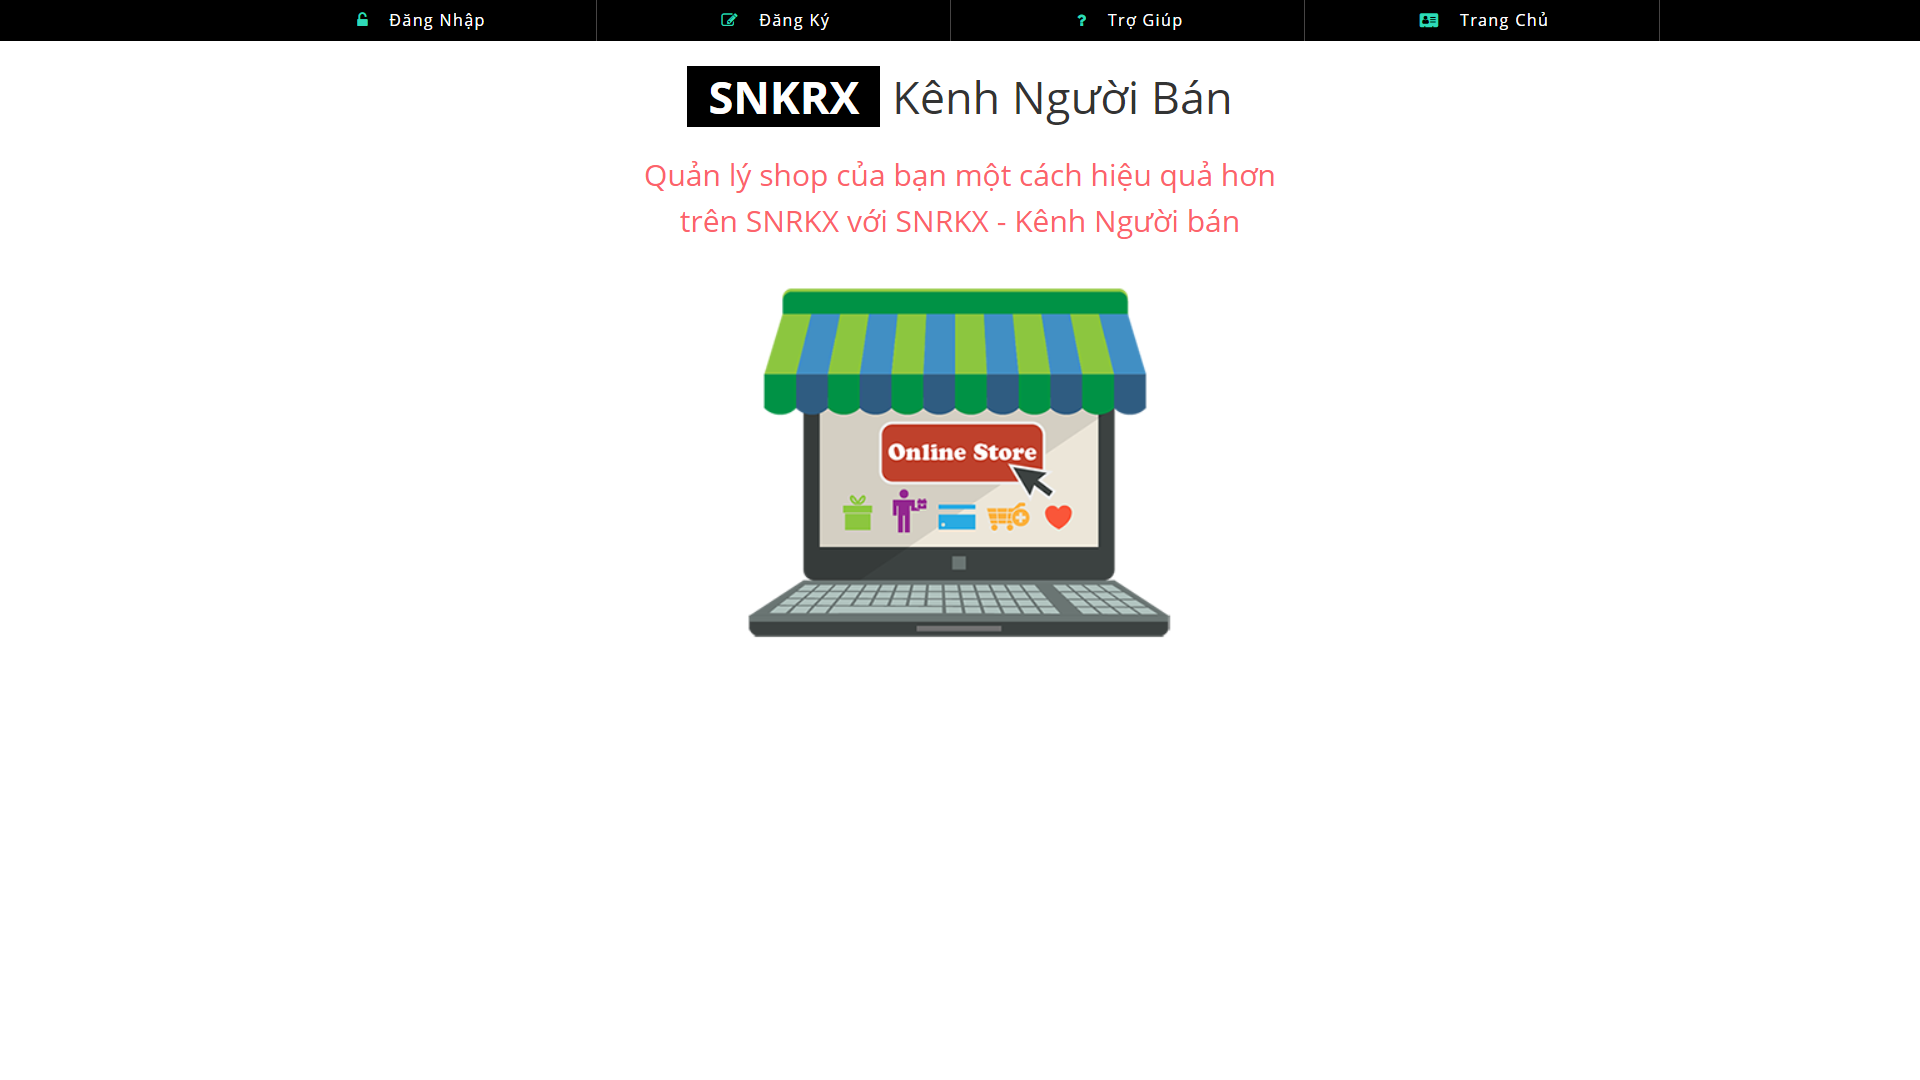 Đăng Nhập
Đăng Ký
Trợ Giúp
Trang Chủ
SNKRX Kênh Người Bán
Quản lý shop của bạn một cách hiệu quả hơn
trên SNRKX với SNRKX - Kênh Người bán
Online Store